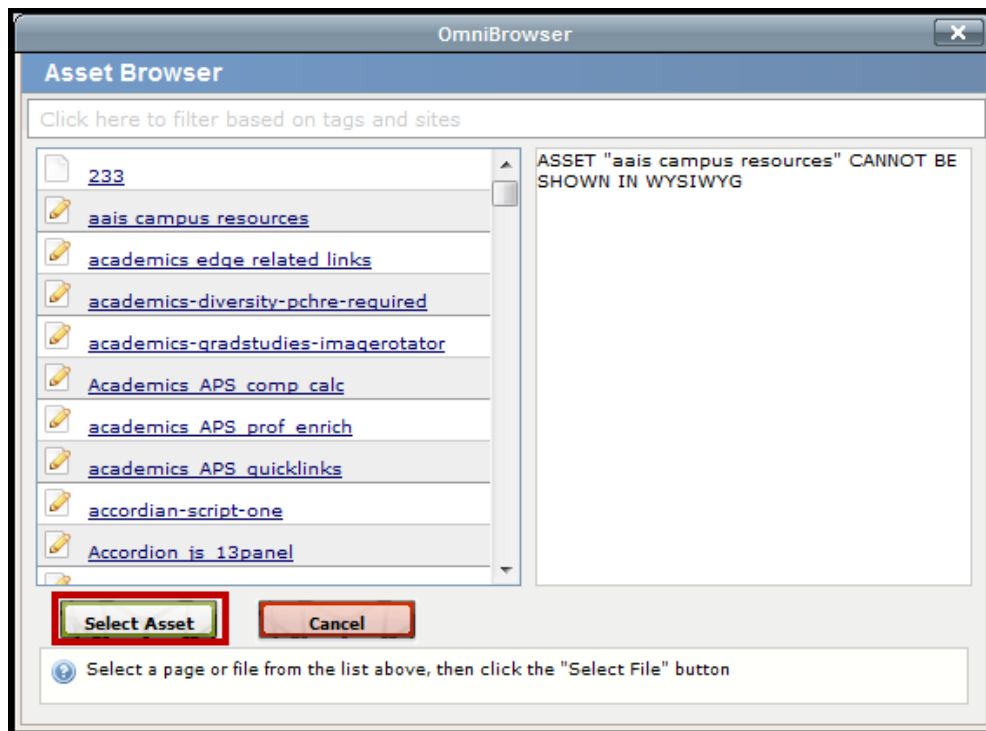 OmniBrowser
Asset Browser
Click here to filter based on tags and sites
233
aais campus resources
academics edge related links
academics-diversity-pchre-required
academics-gradstudies-imagerotator
Academics_APS_comp_calc
academics_APS_prof_enrich
academics_APS_quicklinks
accordian-script-one
Accordion_js_13panel
ASSET "aais campus resources" CANNOT BE
SHOWN IN WYSIWYG
Select Asset
Cancel
Select a page or file from the list above, then click the "Select File" button